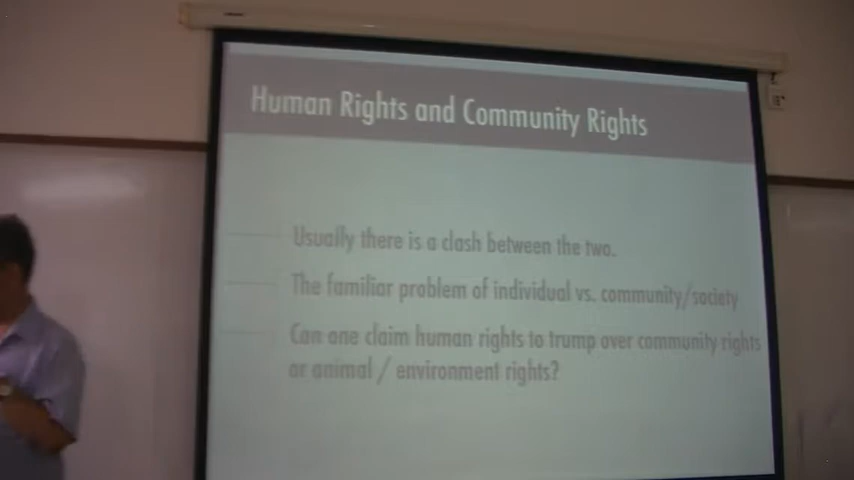 Human Rights and Community Rights
Usually there is a clash between the two.
The familiar problem of individual vs. community/society
Can one claim human rights to trump over community rights
or animal / environment rights?